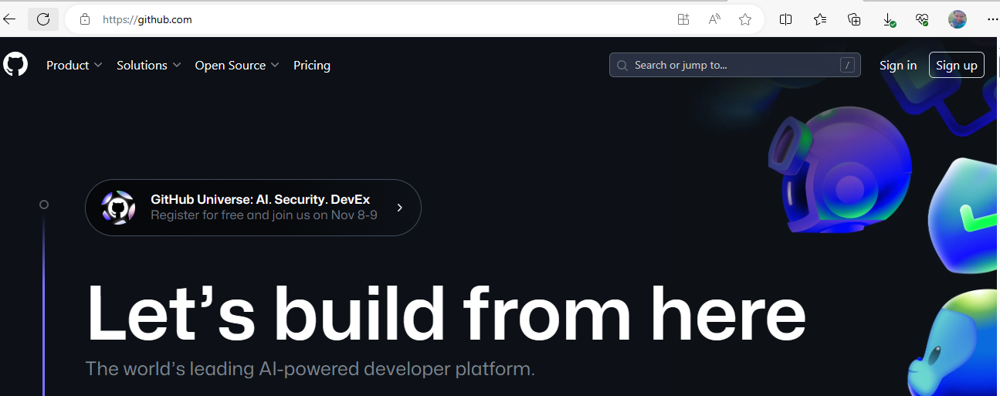 https://github.com
Product Solutions Open Source Pricing Search or jump to... / Sign in Sign up
GitHub Universe: AI. Security. DevEx
Register for free and join us on Nov 8-9
Let’s build from here
The world’s leading AI-powered developer platform.